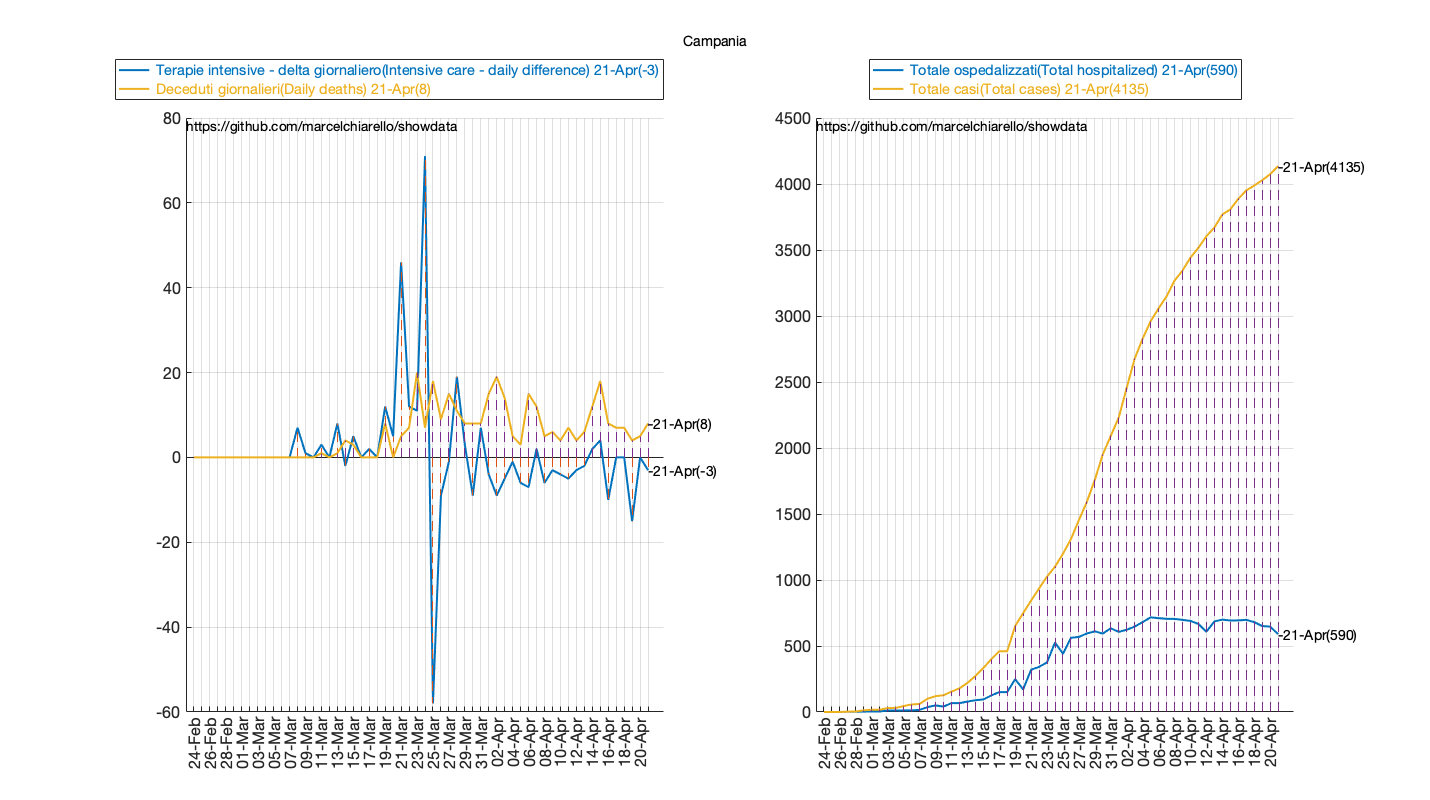 Campania
Terapie intensive - delta giornaliero(Intensive care - daily difference) 21-Apr(-3)
Deceduti giornalieri(Daily deaths) 21-Apr(8)
https://github.com/marcelchiarello/showdata
80
60
40
20
0
-20
-40
-60
-21-Apr(8)
-21-Apr(-3)
24-Feb
26-Feb
28-Feb
01-Mar
03-Mar
05-Mar
07-Mar
09-Mar
11-Mar
13-Mar
15-Mar
17-Mar
19-Mar
21-Mar
23-Mar
25-Mar
27-Mar
29-Mar
31-Mar
02-Apr
04-Apr
06-Apr
08-Apr
10-Apr
12-Apr
14-Apr
16-Apr
18-Apr
20-Apr
Totale ospedalizzati(Total hospitalized) 21-Apr(590)
Totale casi(Total cases) 21-Apr(4135)
https://github.com/marcelchiarello/showdata
4500
4000
3500
3000
2500
2000
1500
1000
500
0
-21-Apr(4135)
-21-Apr(590)
24-Feb
26-Feb
28-Feb
01-Mar
03-Mar
05-Mar
07-Mar
09-Mar
11-Mar
13-Mar
15-Mar
17-Mar
19-Mar
21-Mar
23-Mar
25-Mar
27-Mar
29-Mar
31-Mar
02-Apr
04-Apr
06-Apr
08-Apr
10-Apr
12-Apr
14-Apr
16-Apr
18-Apr
20-Apr